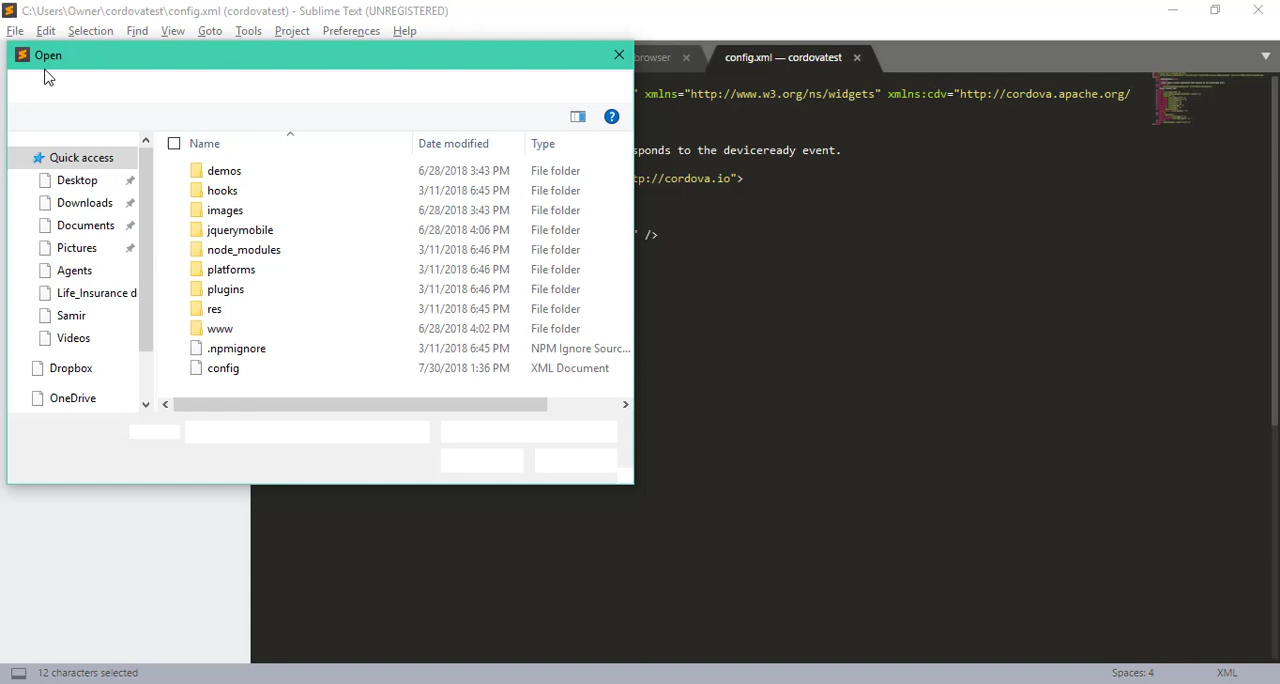 C:\Users\Owner\cordovatest\config.xml (cordovatest) - Sublime Text (UNREGISTERED)
File Edit Selection Find View Goto Tools Project Preferences Help
Open
browser
config.xml — cordovatest
" xmlns="http://www.w3.org/ns/widgets" xmlns:cdv="http://cordova.apache.org/
sponds to the deviceready event.
tp://cordova.io">
" />
Name Date modified Type
Quick access
Desktop
Downloads
Documents
Pictures
Agents
Life_Insurance d
Samir
Videos
Dropbox
OneDrive
demos 6/28/2018 3:43 PM File folder
hooks 3/11/2018 6:45 PM File folder
images 6/28/2018 3:43 PM File folder
jquerymobile 6/28/2018 4:06 PM File folder
node_modules 3/11/2018 6:46 PM File folder
platforms 3/11/2018 6:46 PM File folder
plugins 3/11/2018 6:46 PM File folder
res 3/11/2018 6:45 PM File folder
www 6/28/2018 4:02 PM File folder
.npmignore 3/11/2018 6:45 PM NPM Ignore Sourc...
config 7/30/2018 1:36 PM XML Document
12 characters selected
Spaces: 4 XML